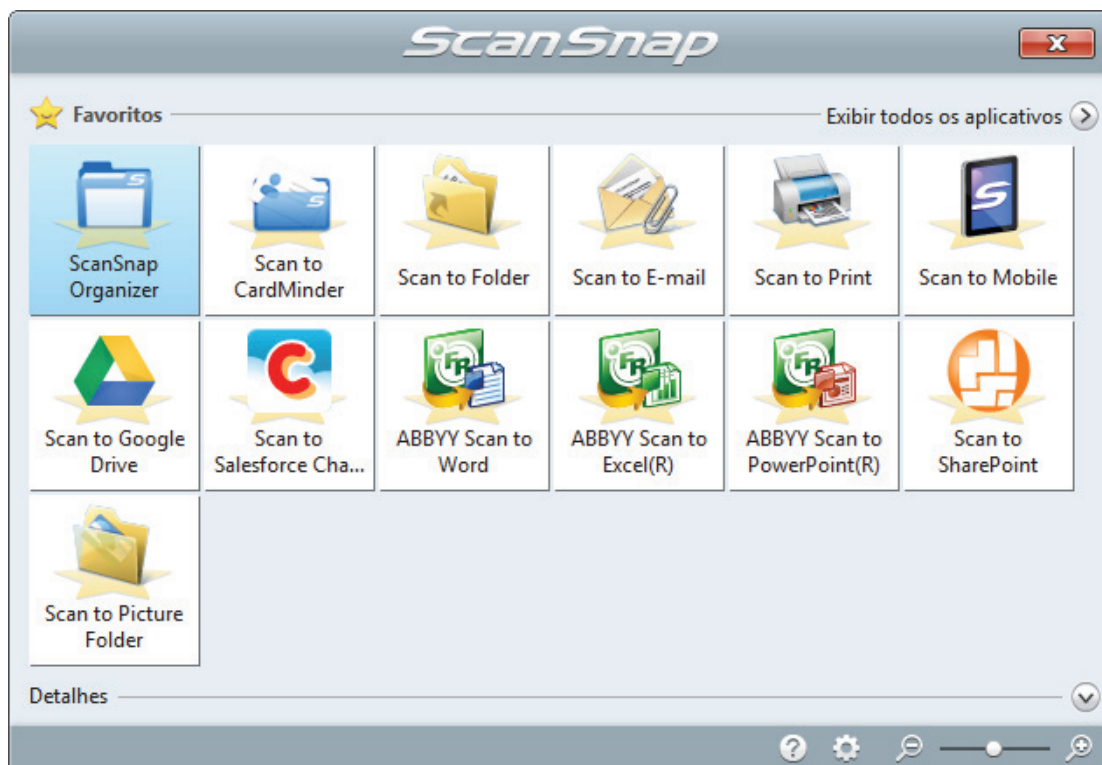 ScanSnap
Favoritos
Exibir todos os aplicativos
ScanSnap
Organizer
Scan to
CardMinder
Scan to Folder
Scan to E-mail
Scan to Print
Scan to Mobile
Scan to Google
Drive
Scan to
Salesforce Cha...
ABBYY Scan to
Word
ABBYY Scan to
Excel(R)
ABBYY Scan to
PowerPoint(R)
Scan to
SharePoint
Scan to Picture
Folder
Detalhes